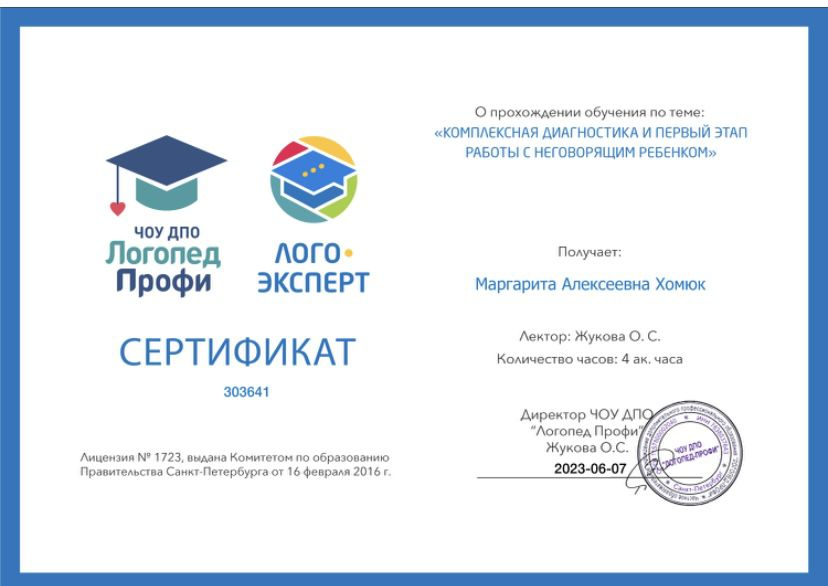 ЧОУ ДПО
Логопед
Профи
ЛОГО
ЭКСПЕРТ
СЕРТИФИКАТ
303641
Лицензия № 1723, выдана Комитетом по образованию
Правительства Санкт-Петербурга от 16 февраля 2016 г.
О прохождении обучения по теме:
«КОМПЛЕКСНАЯ ДИАГНОСТИКА И ПЕРВЫЙ ЭТАП
РАБОТЫ С НЕГОВОРЯЩИМ РЕБЕНКОМ»
Получает:
Маргарита Алексеевна Хомюк
Лектор: Жукова О. С.
Количество часов: 4 ак. часа
Директор ЧОУ ДПО
“Логопед Профи”
Жукова О.С.
2023-06-07
ЧОУ ДПО
"ЛОГОПЕД-ПРОФИ"
Санкт-Петербург